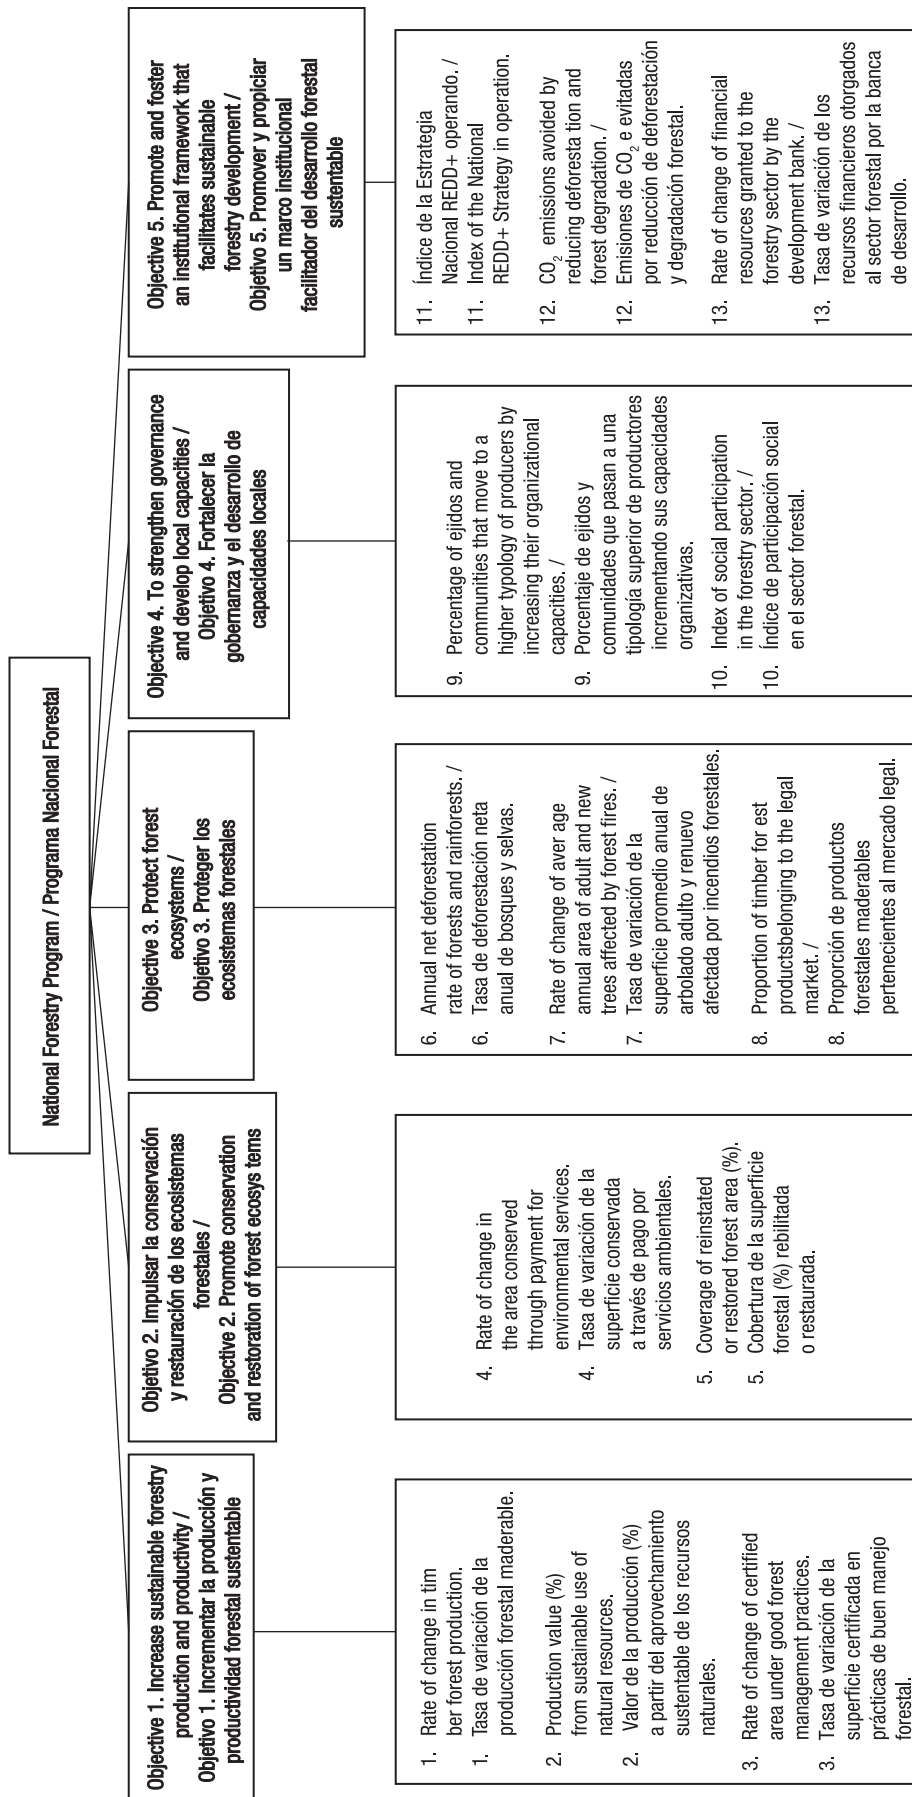 National Forestry Program / Programa Nacional Forestal
Objective 1. Increase sustainable forestry
production and productivity /
Objetivo 1. Incrementar la producción y
productividad forestal sustentable
1. Rate of change in tim
ber forest production.
1. Tasa de variación de la
producción forestal maderable.
2. Production value (%)
from sustainable use of
natural resources.
2. Valor de la producción (%)
a partir del aprovechamiento
sustentable de los recursos
naturales.
3. Rate of change of certified
area under good forest
management practices.
3. Tasa de variación de la
superficie certificada en
prácticas de buen manejo
forestal.
Objetivo 2. Impulsar la conservación
y restauración de los ecosistemas
forestales /
Objective 2. Promote conservation
and restoration of forest ecosys tems
4. Rate of change in
the area conserved
through payment for
environmental services.
4. Tasa de variación de la
superficie conservada
a través de pago por
servicios ambientales.
5. Coverage of reinstated
or restored forest area (%).
5. Cobertura de la superficie
forestal (%) rebilitada
o restaurada.
Objective 3. Protect forest
ecosystems /
Objetivo 3. Proteger los
ecosistemas forestales
6. Annual net deforestation
rate of forests and rainforests. /
6. Tasa de deforestación neta
anual de bosques y selvas.
7. Rate of change of aver age
annual area of adult and new
trees affected by forest fires. /
7. Tasa de variación de la
superficie promedio anual de
arbolado adulto y renuevo
afectada por incendios forestales.
8. Proportion of timber for est
productsbelonging to the legal
market. /
8. Proporción de productos
forestales maderables
pertenecientes al mercado legal.
Objective 4. To strengthen governance
and develop local capacities /
Objetivo 4. Fortalecer la
gobernanza y el desarrollo de
capacidades locales
9. Percentage of ejidos and
communities that move to a
higher typology of producers by
increasing their organizational
capacities. /
9. Porcentaje de ejidos y
comunidades que pasan a una
tipología superior de productores
incrementando sus capacidades
organizativas.
10. Index of social participation
in the forestry sector. /
10. Índice de participación social
en el sector forestal.
Objective 5. Promote and foster
an institutional framework that
facilitates sustainable
forestry development /
Objetivo 5. Promover y propiciar
un marco institucional
facilitador del desarrollo forestal
sustentable
11. Índice de la Estrategia
Nacional REDD+ operando. /
11. Index of the National
REDD+ Strategy in operation.
12. CO2 emissions avoided by
reducing deforesta tion and
forest degradation. /
12. Emisiones de CO2 e evitadas
por reducción de deforestación
y degradación forestal.
13. Rate of change of financial
resources granted to the
forestry sector by the
development bank. /
13. Tasa de variación de los
recursos financieros otorgados
al sector forestal por la banca
de desarrollo.